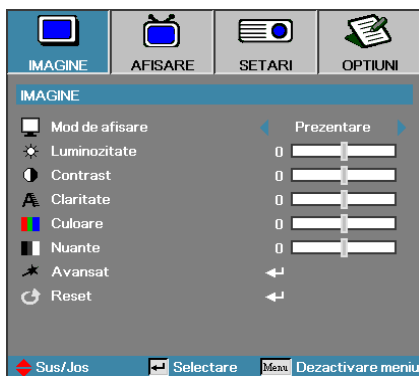 IMAGINE AFISARE SETARI OPTIUNI
IMAGINE
Mod de afisare Prezentare
Luminozitate 0
Contrast 0
Claritate 0
Culoare 0
Nuante 0
Avansat
Reset
Sus/Jos Selectare Menu Dezactivare meniu